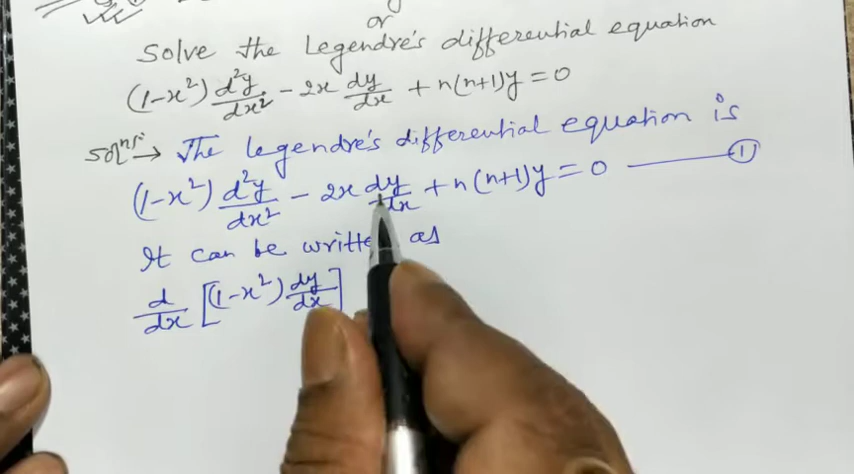 or
Solve the Legendre's differential equation
(1-x²) d²y/dx² - 2x dy/dx + n(n+1)y = 0
Solⁿˢ→ The Legendre's differential equation is
(1-x²) d²y/dx² - 2x dy/dx + n(n+1)y = 0 —— ①
It can be written as
d/dx [(1-x²) dy/dx]